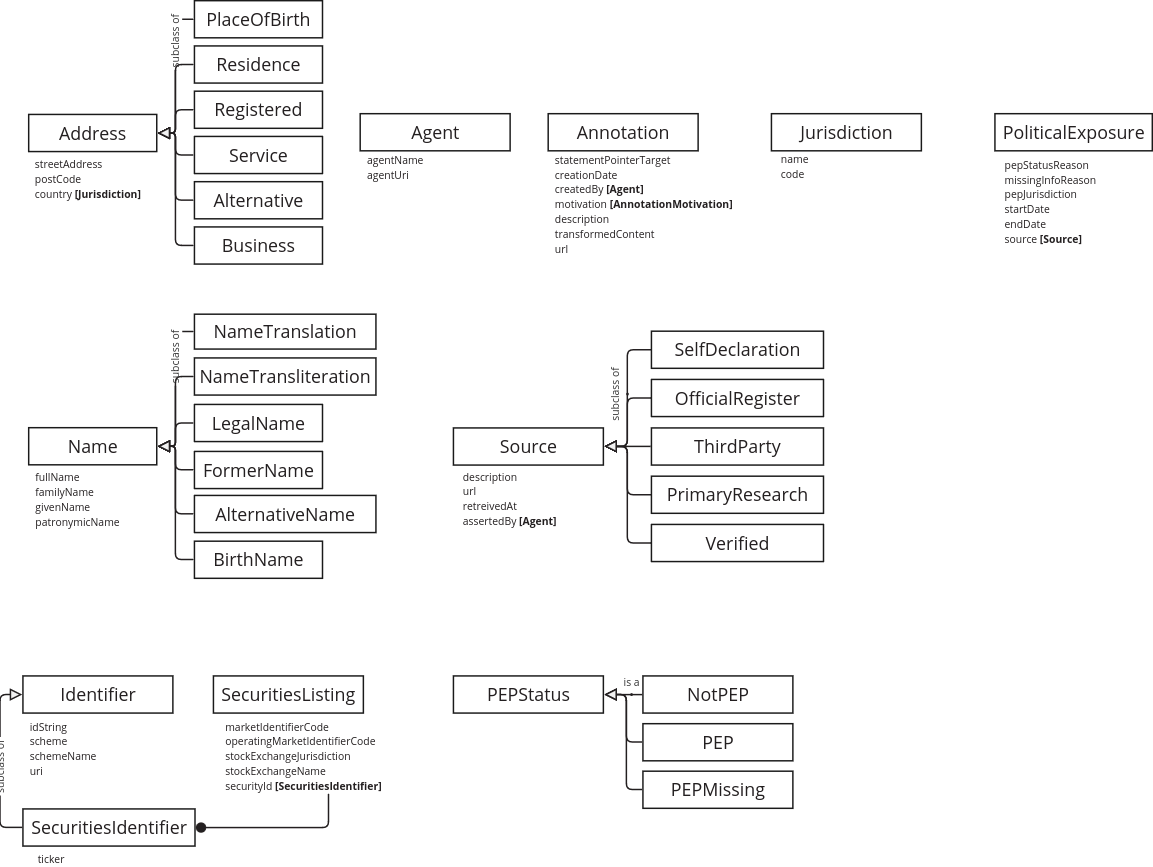 PlaceOfBirth
subclass of
Residence
Registered
Address
Service
streetAddress
postCode
country [Jurisdiction]
Alternative
Business
Agent
agentName
agentUri
Annotation
statementPointerTarget
creationDate
createdBy [Agent]
motivation [AnnotationMotivation]
description
transformedContent
url
Jurisdiction
name
code
PoliticalExposure
pepStatusReason
missingInfoReason
pepJurisdiction
startDate
endDate
source [Source]
NameTranslation
subclass of
NameTransliteration
LegalName
Name
FormerName
fullName
familyName
givenName
patronymicName
AlternativeName
BirthName
SelfDeclaration
subclass of
OfficialRegister
Source
ThirdParty
description
url
retreivedAt
assertedBy [Agent]
PrimaryResearch
Verified
Identifier
idString
scheme
schemeName
uri
subclass of
SecuritiesIdentifier
ticker
SecuritiesListing
marketIdentifierCode
operatingMarketIdentifierCode
stockExchangeJurisdiction
stockExchangeName
securityId [SecuritiesIdentifier]
PEPStatus
is a
NotPEP
PEP
PEPMissing